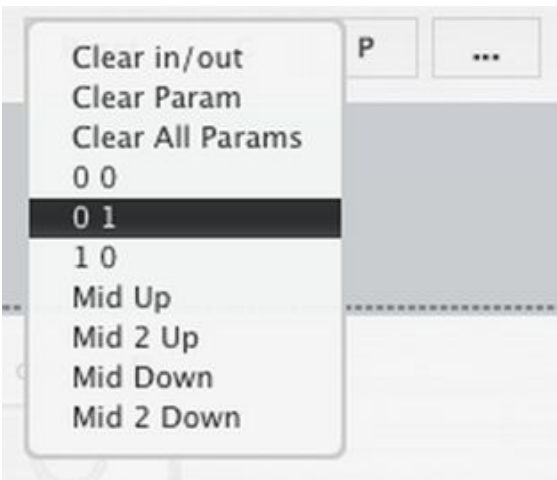 P
...
Clear in/out
Clear Param
Clear All Params
0 0
0 1
1 0
Mid Up
Mid 2 Up
Mid Down
Mid 2 Down